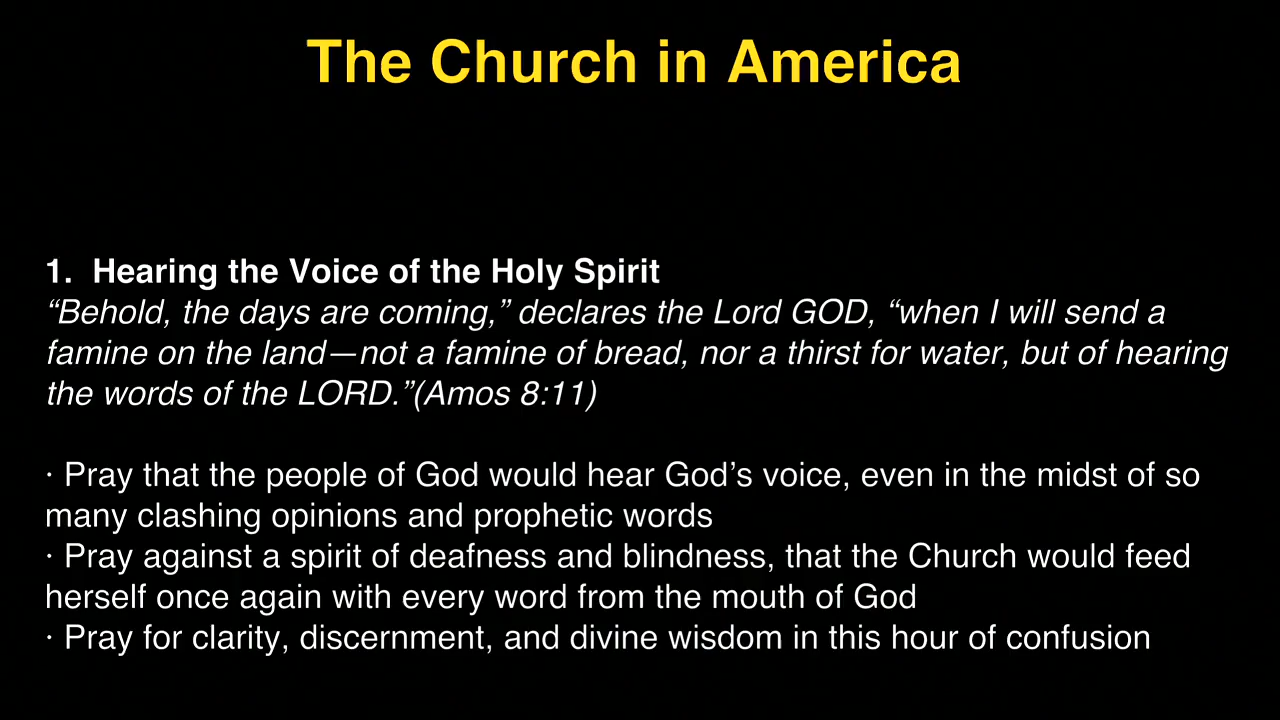 The Church in America
1. Hearing the Voice of the Holy Spirit
“Behold, the days are coming,” declares the Lord GOD, “when I will send a
famine on the land—not a famine of bread, nor a thirst for water, but of hearing
the words of the LORD.”(Amos 8:11)
· Pray that the people of God would hear God’s voice, even in the midst of so
many clashing opinions and prophetic words
· Pray against a spirit of deafness and blindness, that the Church would feed
herself once again with every word from the mouth of God
· Pray for clarity, discernment, and divine wisdom in this hour of confusion